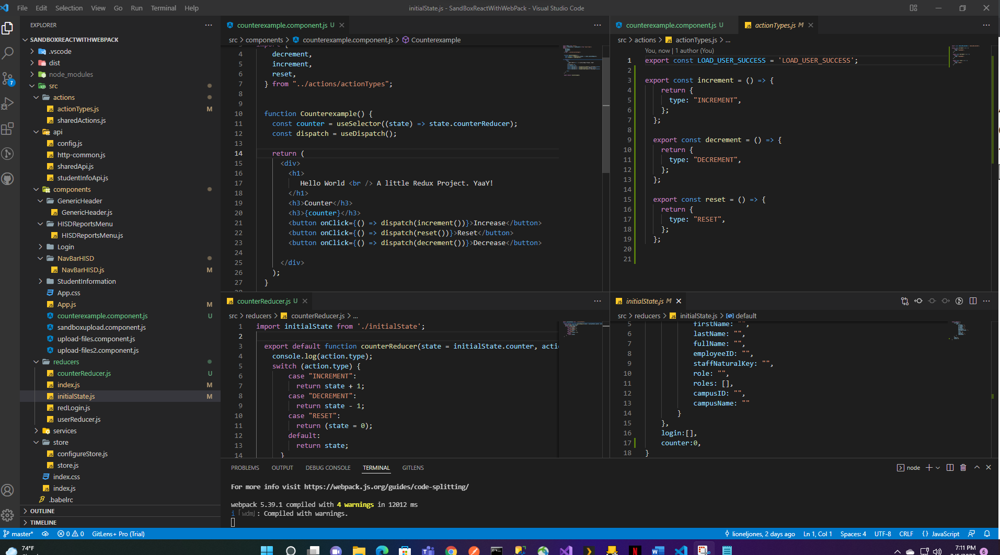 File Edit Selection View Go Run Terminal Help
initialState.js - SandBoxReactWithWebPack - Visual Studio Code
EXPLORER
SANDBOXREACTWITHWEBPACK
.vscode
dist
node_modules
src
actions
actionTypes.js M
sharedActions.js
api
config.js
http-common.js
sharedApi.js
studentInfoApi.js
components
GenericHeader
GenericHeader.js
HISDReportsMenu
HISDReportsMenu.js
Login
NavBarHISD
NavBarHISD.js M
StudentInformation
App.css
App.js M
counterexample.component.js U
sandboxupload.component.js
upload-files.component.js
upload-files2.component.js
reducers
counterReducer.js U
index.js M
initialState.js M
redLogin.js
userReducer.js
services
store
configureStore.js
store.js
index.css
index.js
.babelrc
OUTLINE
TIMELINE
7
counterexample.component.js U
src > components > counterexample.component.js > Counterexample
import {
4 decrement,
5 increment,
6 reset,
7 } from "../actions/actionTypes";
8
9
10 function Counterexample() {
11 const counter = useSelector((state) => state.counterReducer);
12 const dispatch = useDispatch();
13
14 return (
15 <div>
16 <h1>
17 Hello World <br /> A little Redux Project. YaaY!
18 </h1>
19 <h3>Counter</h3>
20 <h3>{counter}</h3>
21 <button onClick={() => dispatch(increment())}>Increase</button>
22 <button onClick={() => dispatch(reset())}>Reset</button>
23 <button onClick={() => dispatch(decrement())}>Decrease</button>
24
25 </div>
26 );
27 }
counterexample.component.js U actionTypes.js M
src > actions > actionTypes.js > ...
You, now | 1 author (You)
1 export const LOAD_USER_SUCCESS = 'LOAD_USER_SUCCESS';
2
3 export const increment = () => {
4 return {
5 type: "INCREMENT",
6 };
7 };
8
9 export const decrement = () => {
10 return {
11 type: "DECREMENT",
12 };
13 };
14
15 export const reset = () => {
16 return {
17 type: "RESET",
18 };
19 };
20
21
counterReducer.js U
src > reducers > counterReducer.js > ...
1 import initialState from './initialState';
2
3 export default function counterReducer(state = initialState.counter, acti
4 console.log(action.type);
5 switch (action.type) {
6 case "INCREMENT":
7 return state + 1;
8 case "DECREMENT":
9 return state - 1;
10 case "RESET":
11 return (state = 0);
12 default:
13 return state;
14 }
initialState.js M
src > reducers > initialState.js > default
5 firstName: "",
6 lastName: "",
7 fullName: "",
8 employeeID: "",
9 staffNaturalKey: "",
10 role: "",
11 roles: [],
12 campusID: "",
13 campusName: ""
14 }
15 },
16 login:[],
17 counter:0,
18 }
PROBLEMS OUTPUT DEBUG CONSOLE TERMINAL GITLENS
node
For more info visit https://webpack.js.org/guides/code-splitting/
webpack 5.39.1 compiled with 4 warnings in 12012 ms
i ｢wdm｣: Compiled with warnings.
master* 0 0 GitLens+ Pro (Trial)
lioneljones, 2 days ago Ln 1, Col 1 Spaces: 4 UTF-8 CRLF {} JavaScript
74°F
7:11 PM
6